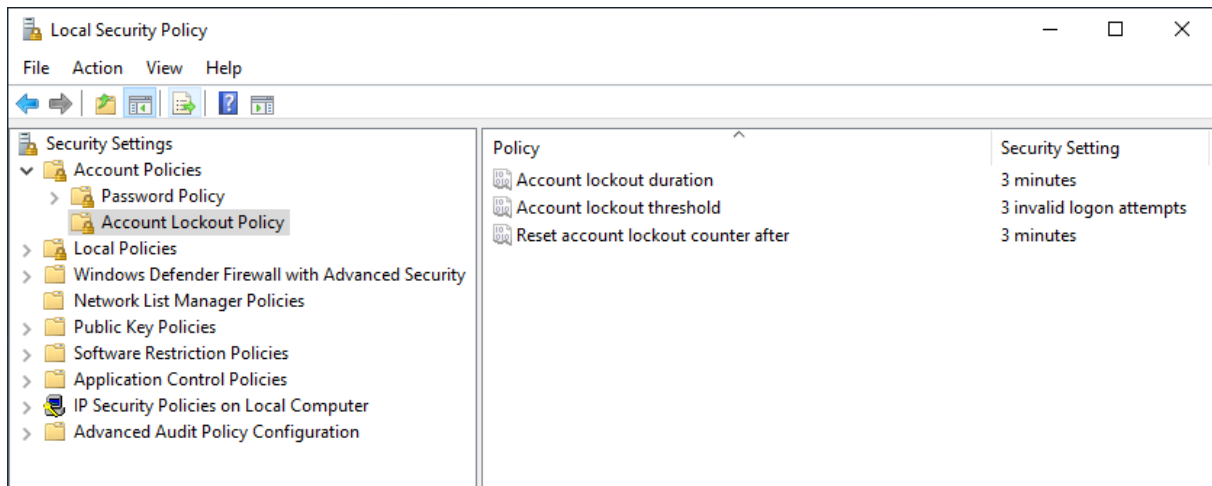 Local Security Policy
File Action View Help
Security Settings
Account Policies
Password Policy
Account Lockout Policy
Local Policies
Windows Defender Firewall with Advanced Security
Network List Manager Policies
Public Key Policies
Software Restriction Policies
Application Control Policies
IP Security Policies on Local Computer
Advanced Audit Policy Configuration
Policy Security Setting
Account lockout duration 3 minutes
Account lockout threshold 3 invalid logon attempts
Reset account lockout counter after 3 minutes